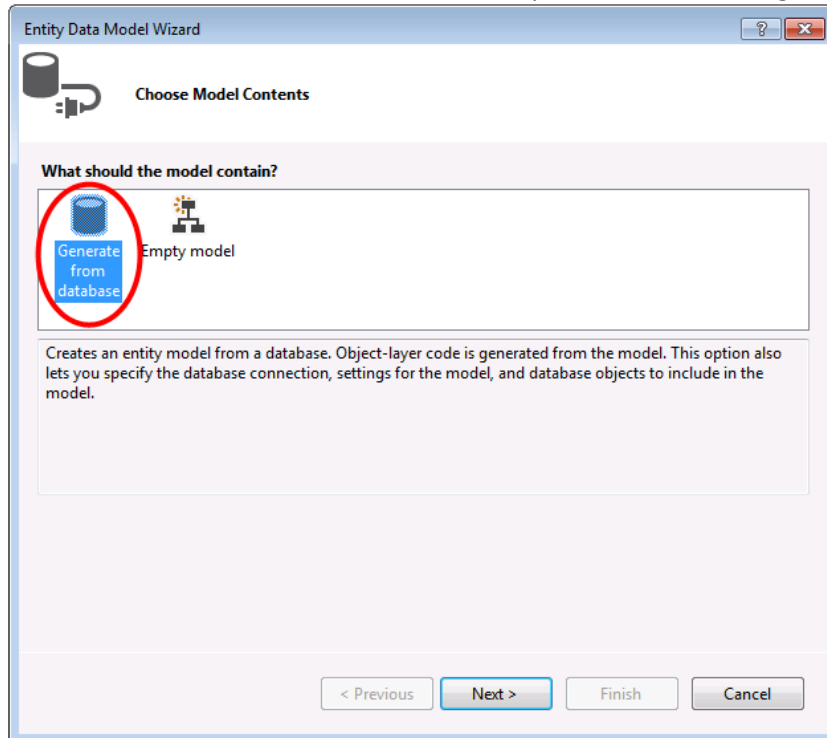 Entity Data Model Wizard
Choose Model Contents
What should the model contain?
Generate
from
database
Empty model
Creates an entity model from a database. Object-layer code is generated from the model. This option also
lets you specify the database connection, settings for the model, and database objects to include in the
model.
< Previous
Next >
Finish
Cancel